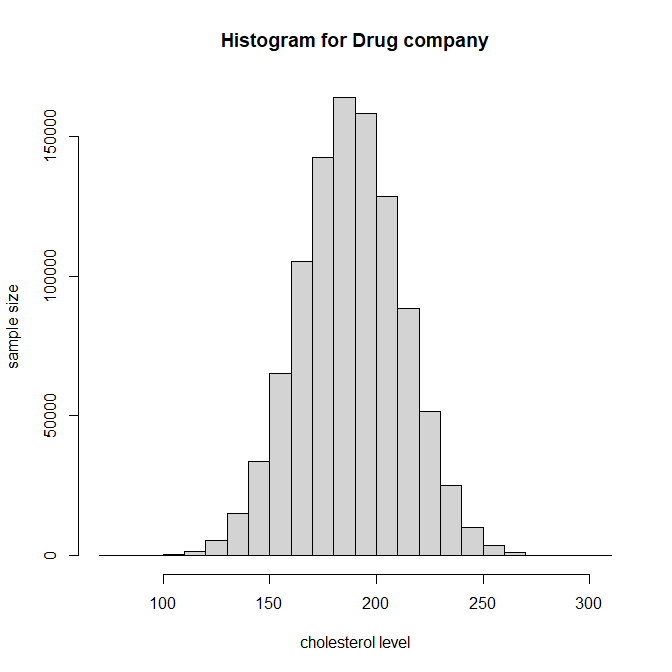 Histogram for Drug company
150000
100000
50000
0
sample size
100 150 200 250 300
cholesterol level